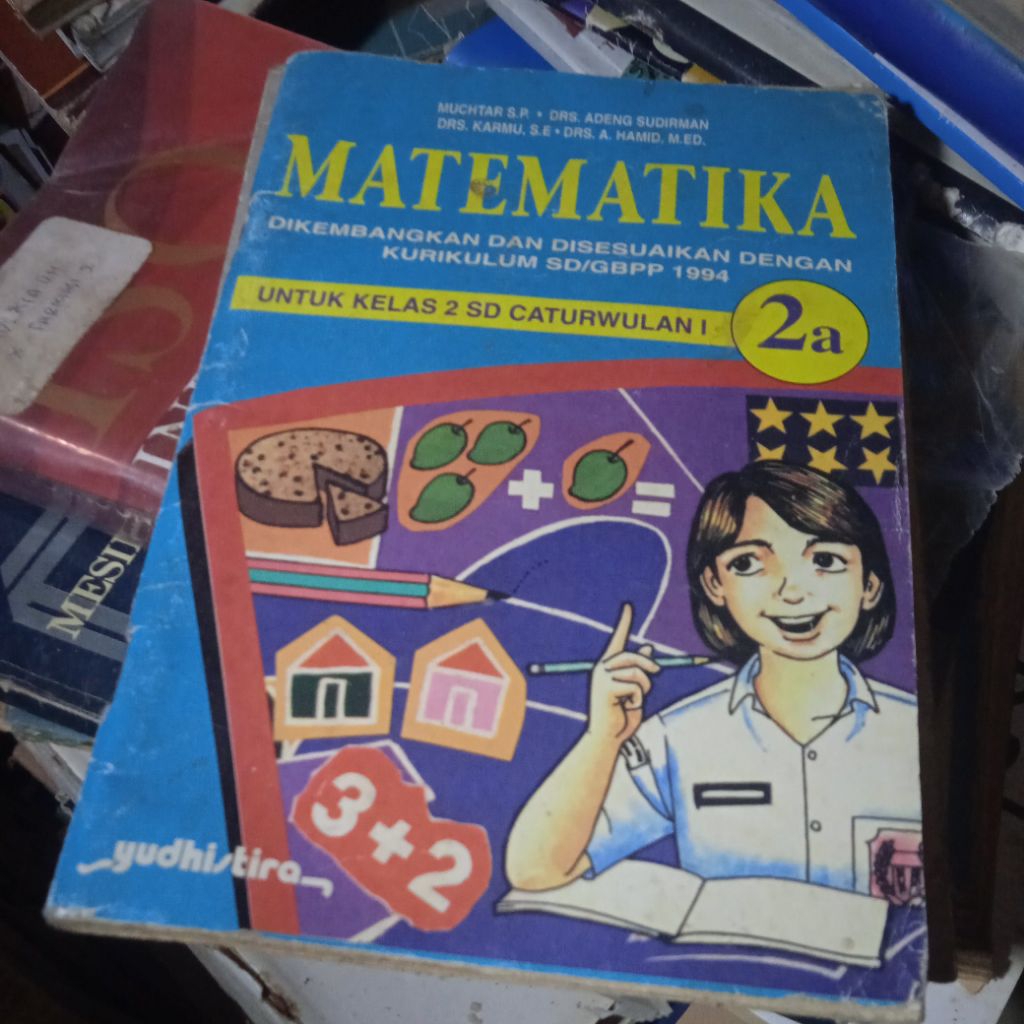 MUCHTAR S.P. • DRS. ADENG SUDIRMAN
DRS. KARMU, S.E • DRS. A. HAMID, M.ED.
MATEMATIKA
DIKEMBANGKAN DAN DISESUAIKAN DENGAN
KURIKULUM SD/GBPP 1994
UNTUK KELAS 2 SD CATURWULAN I
2a
+ =
3+2
yudhistira
MESI